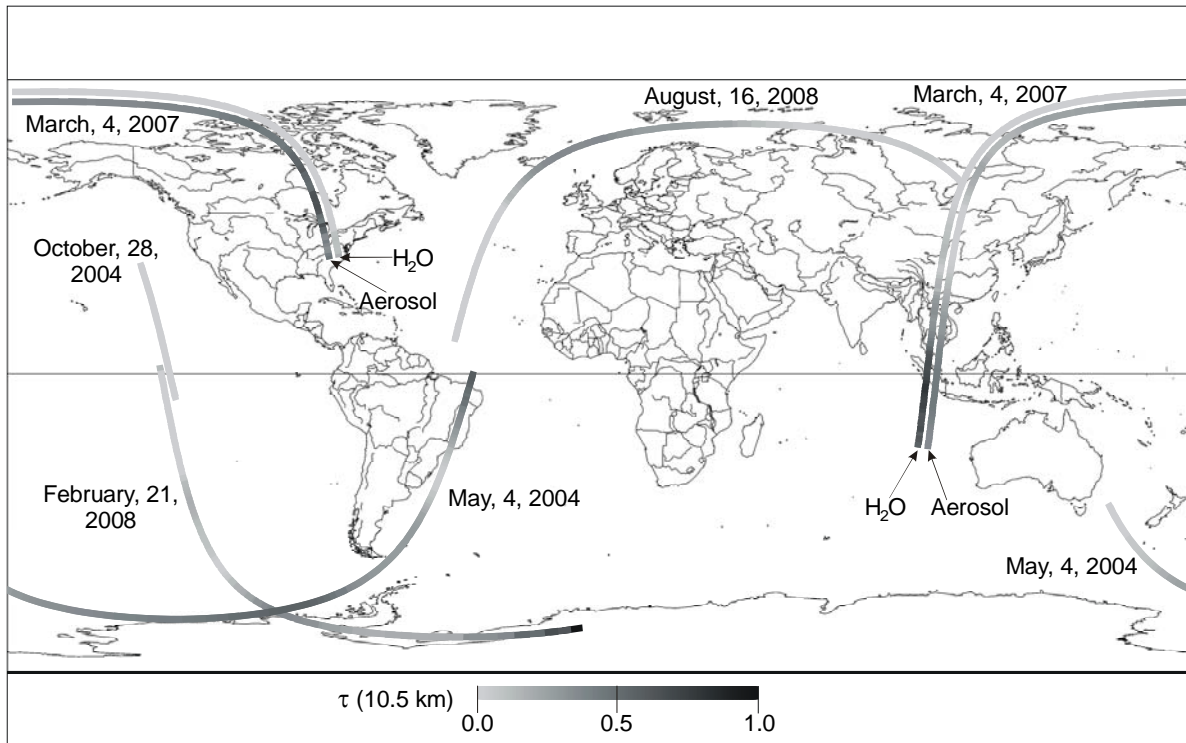 August, 16, 2008
March, 4, 2007
March, 4, 2007
October, 28,
2004
H₂O
Aerosol
February, 21,
2008
May, 4, 2004
H₂O
Aerosol
May, 4, 2004
τ (10.5 km)
0.0
0.5
1.0